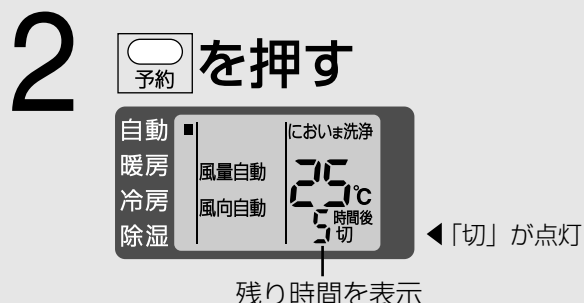 2 予約 を押す
自動 ■ におい洗浄
暖房 風量自動 25℃
冷房 風向自動 5時間後
除湿 切 ◀「切」が点灯
残り時間を表示